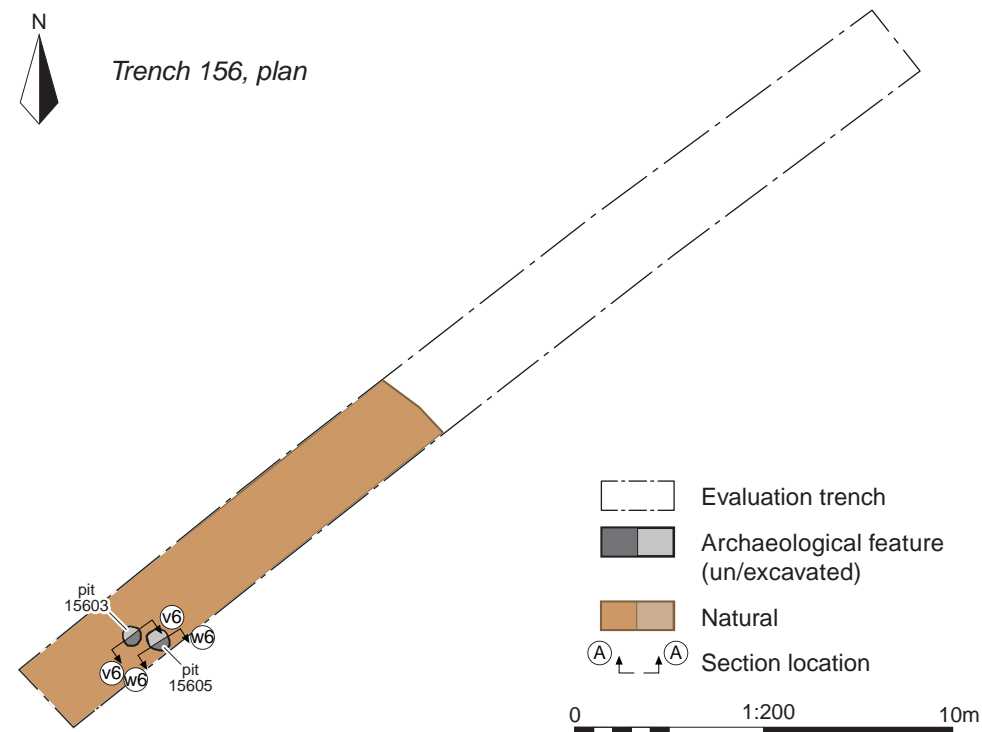 N
Trench 156, plan
pit
15603
v6
w6
v6
w6
pit
15605
Evaluation trench
Archaeological feature
(un/excavated)
Natural
A A
Section location
0 1:200 10m